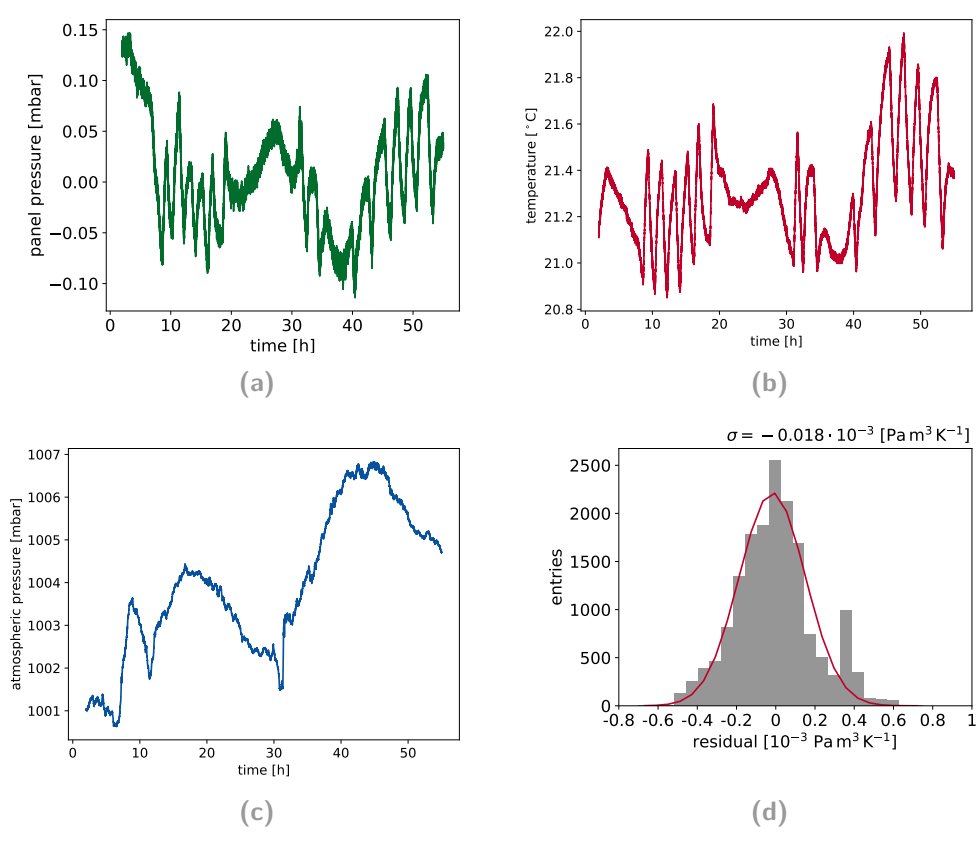 0.15
0.10
0.05
0.00
−0.05
−0.10
panel pressure [mbar]
0 10 20 30 40 50
time [h]
(a)
22.0
21.8
21.6
21.4
21.2
21.0
20.8
temperature [°C]
0 10 20 30 40 50
time [h]
(b)
1007
1006
1005
1004
1003
1002
1001
atmospheric pressure [mbar]
0 10 20 30 40 50
time [h]
(c)
σ = −0.018 · 10⁻³ [Pa m³ K⁻¹]
2500
2000
1500
1000
500
0
entries
-0.8 -0.6 -0.4 -0.2 0 0.2 0.4 0.6 0.8 1
residual [10⁻³ Pa m³ K⁻¹]
(d)